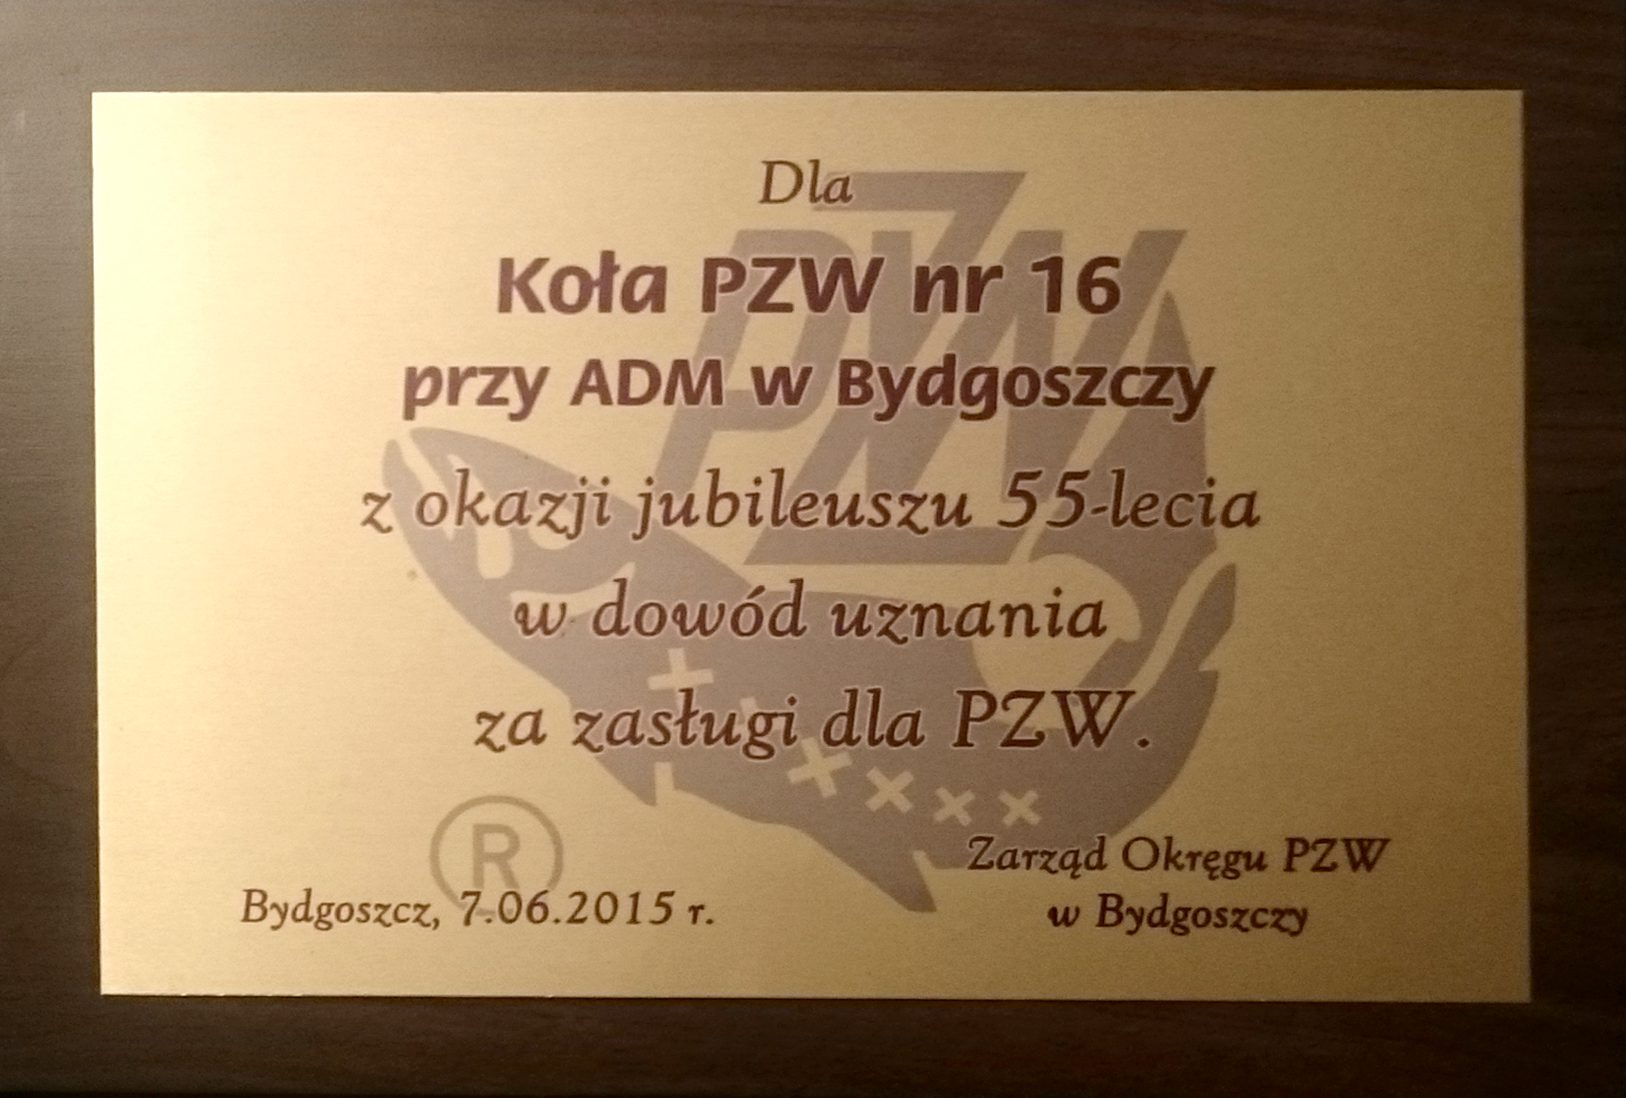 Dla
PZW
Koła PZW nr 16
przy ADM w Bydgoszczy
z okazji jubileuszu 55-lecia
w dowód uznania
za zasługi dla PZW.
R
Bydgoszcz, 7.06.2015 r.
Zarząd Okręgu PZW
w Bydgoszczy